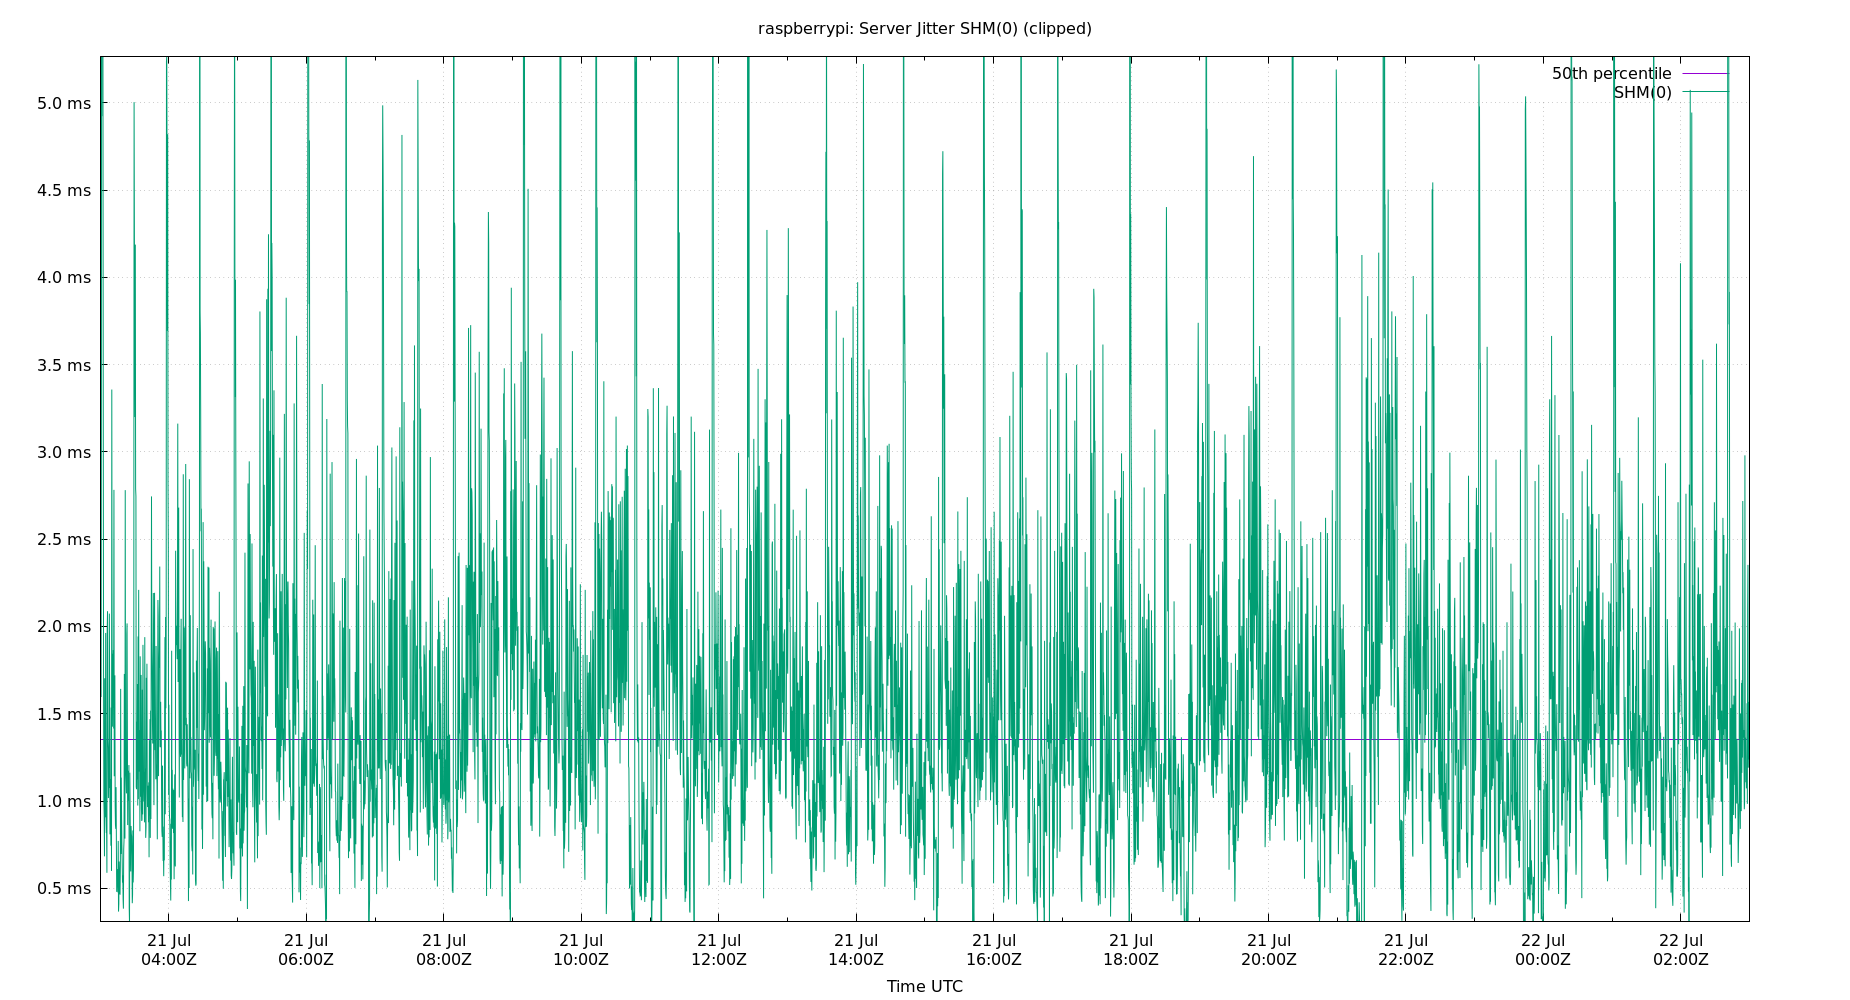 raspberrypi: Server Jitter SHM(0) (clipped)
50th percentile
SHM(0)
5.0 ms
4.5 ms
4.0 ms
3.5 ms
3.0 ms
2.5 ms
2.0 ms
1.5 ms
1.0 ms
0.5 ms
21 Jul 21 Jul 21 Jul 21 Jul 21 Jul 21 Jul 21 Jul 21 Jul 21 Jul 21 Jul 22 Jul 22 Jul
04:00Z 06:00Z 08:00Z 10:00Z 12:00Z 14:00Z 16:00Z 18:00Z 20:00Z 22:00Z 00:00Z 02:00Z
Time UTC